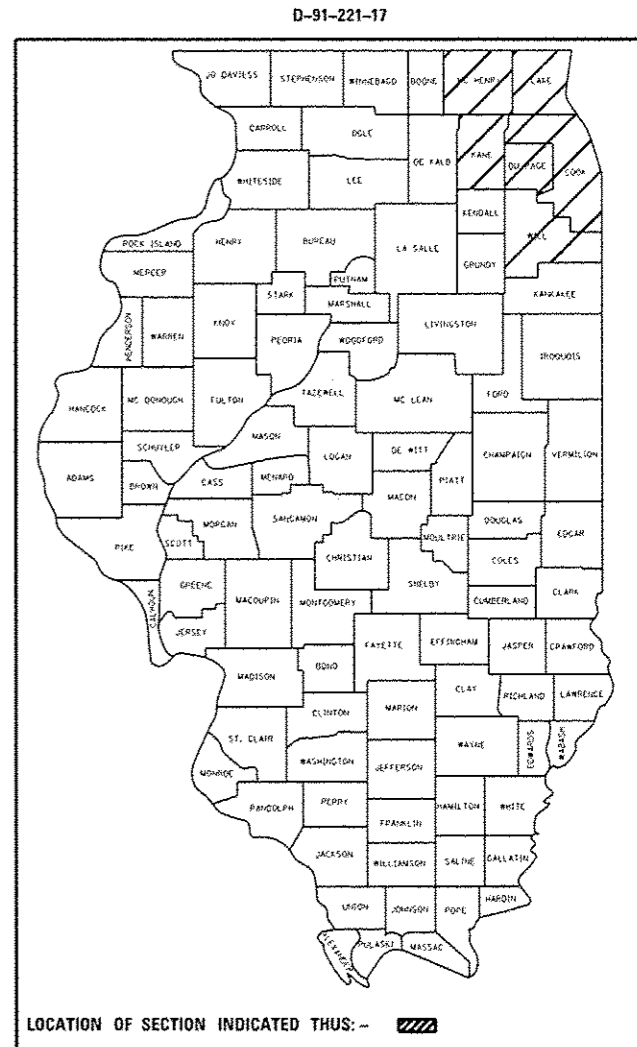 D-91-221-17
JO DAVIESS STEPHENSON WINNEBAGO BOONE MC HENRY LAKE
CARROLL OGLE DE KALB KANE DU PAGE COOK
WHITESIDE LEE
KENDALL WILL
ROCK ISLAND HENRY BUREAU LA SALLE GRUNDY
MERCER PUTNAM KANKAKEE
STARK MARSHALL
HENDERSON WARREN KNOX PEORIA WOODFORD LIVINGSTON IROQUOIS
HANCOCK MC DONOUGH FULTON TAZEWELL MC LEAN FORD
SCHUYLER MASON LOGAN DE WITT CHAMPAIGN VERMILION
ADAMS BROWN CASS MENARD MACON PIATT
MORGAN SANGAMON DOUGLAS EDGAR
PIKE SCOTT CHRISTIAN MOULTRIE COLES
GREENE MACOUPIN MONTGOMERY SHELBY CUMBERLAND CLARK
CALHOUN JERSEY
FAYETTE EFFINGHAM JASPER CRAWFORD
MADISON BOND CLAY RICHLAND LAWRENCE
CLINTON MARION
ST. CLAIR WAYNE EDWARDS WABASH
MONROE WASHINGTON JEFFERSON
RANDOLPH PERRY HAMILTON WHITE
FRANKLIN
JACKSON WILLIAMSON SALINE GALLATIN
UNION JOHNSON POPE HARDIN
ALEXANDER PULASKI MASSAC
LOCATION OF SECTION INDICATED THUS: -